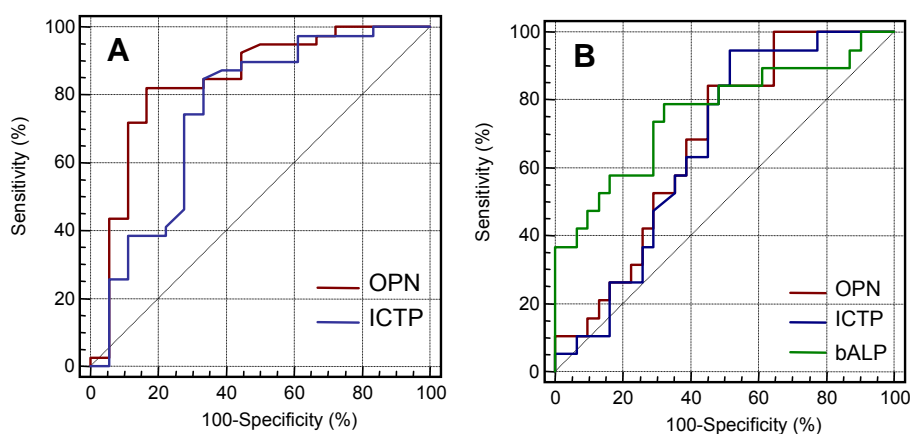 A
Sensitivity (%)
100
80
60
40
20
0
OPN
ICTP
0 20 40 60 80 100
100-Specificity (%)
B
Sensitivity (%)
100
80
60
40
20
0
OPN
ICTP
bALP
0 20 40 60 80 100
100-Specificity (%)